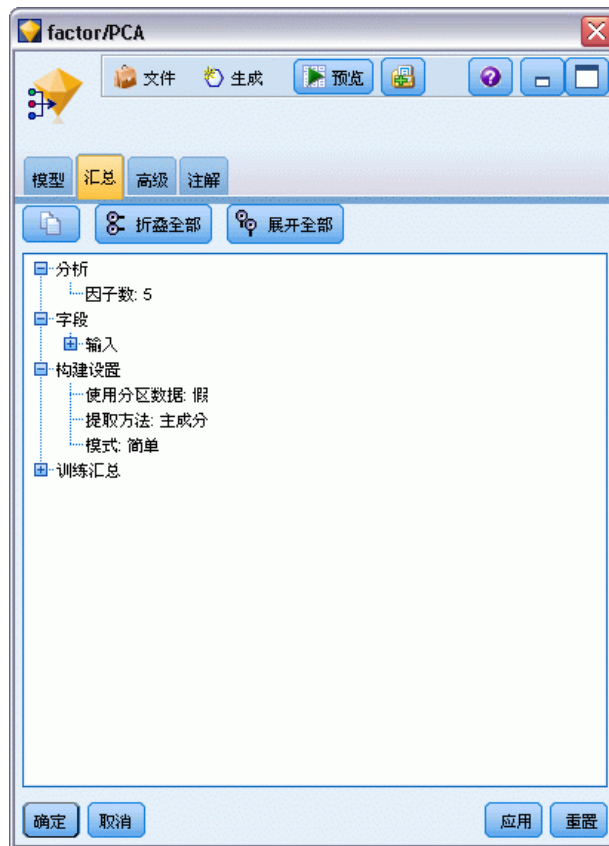 factor/PCA
文件 生成 预览
模型 汇总 高级 注解
折叠全部 展开全部
分析
因子数: 5
字段
输入
构建设置
使用分区数据: 假
提取方法: 主成分
模式: 简单
训练汇总
确定 取消 应用 重置